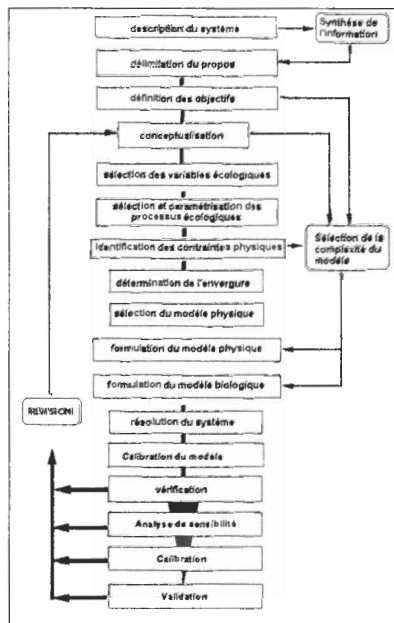 description du système
Synthèse de
l'information
délimitation du propos
définition des objectifs
conceptualisation
sélection des variables écologiques
sélection et paramétrisation des
processus écologiques
identification des contraintes physiques
Sélection de la
complexité du
modèle
détermination de l'envergure
sélection du modèle physique
formulation du modèle physique
formulation du modèle biologique
REVISION
résolution du système
Calibration du modèle
vérification
Analyse de sensibilité
Calibration
Validation